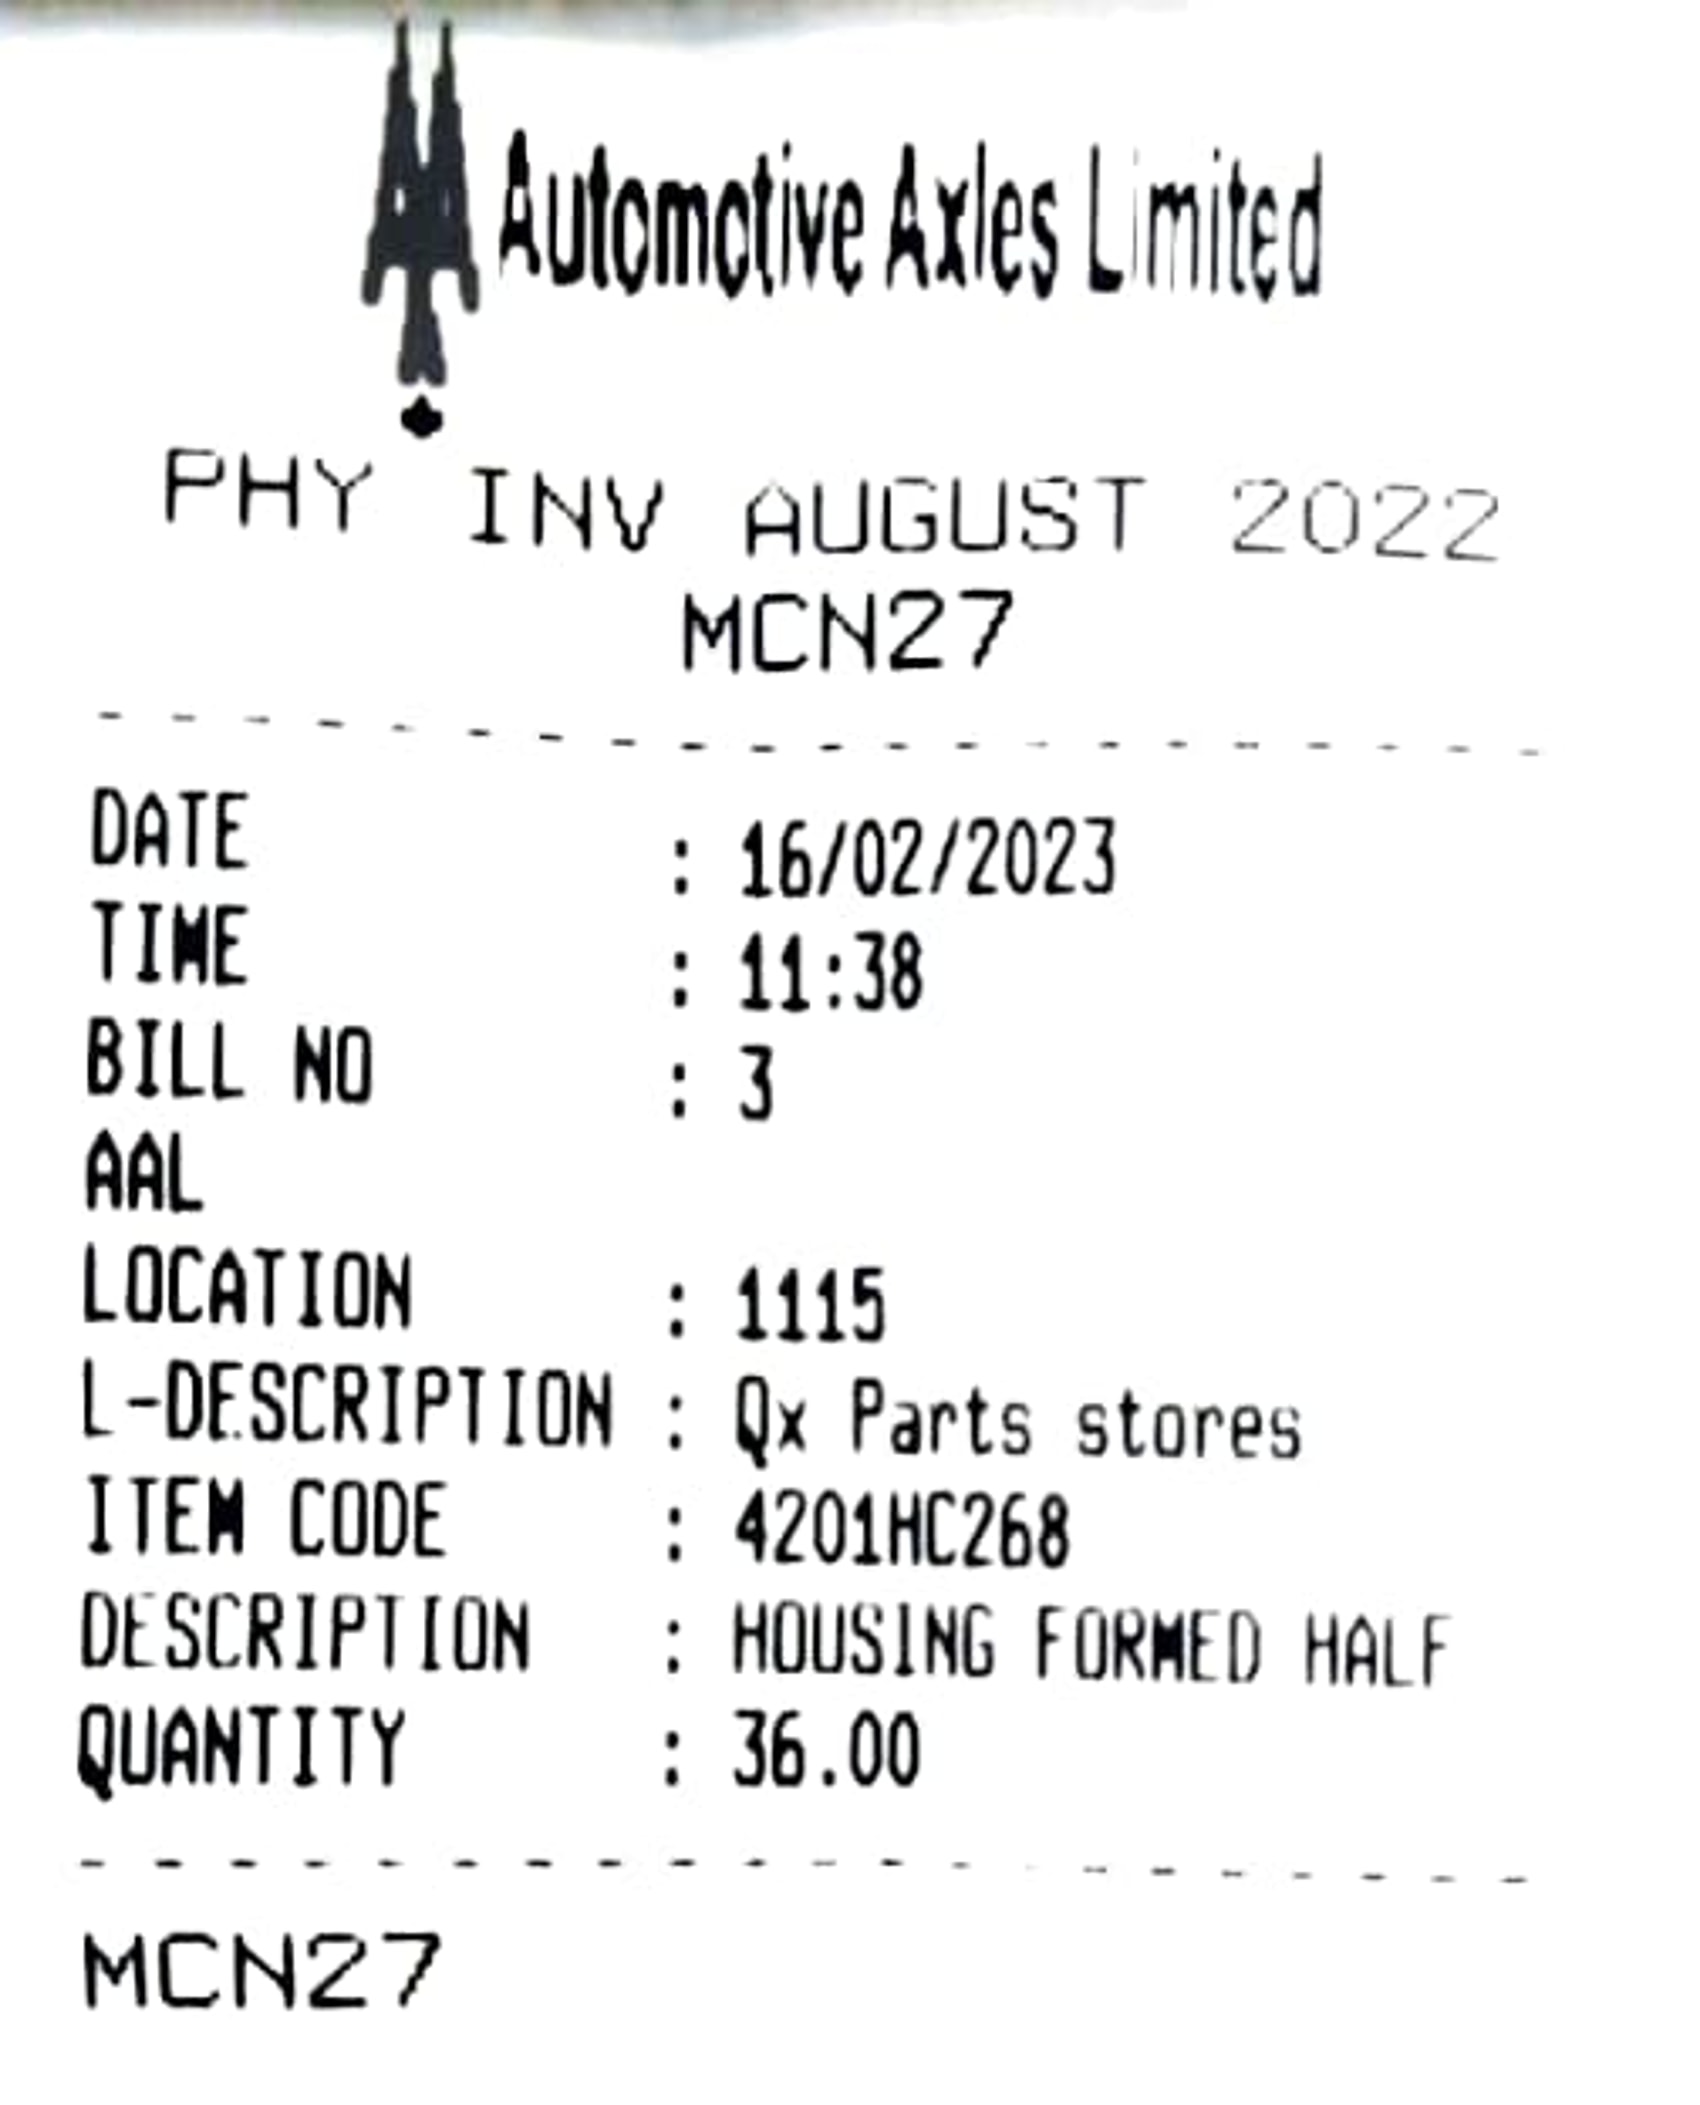 Automotive Axles Limited
PHY INV AUGUST 2022
MCN27
- - - - - - - - - - - - - - - - - - - -
DATE : 16/02/2023
TIME : 11:38
BILL NO : 3
AAL
LOCATION : 1115
L-DESCRIPTION : Qx Parts stores
ITEM CODE : 4201HC268
DESCRIPTION : HOUSING FORMED HALF
QUANTITY : 36.00
- - - - - - - - - - - - - - - - - - - -
MCN27